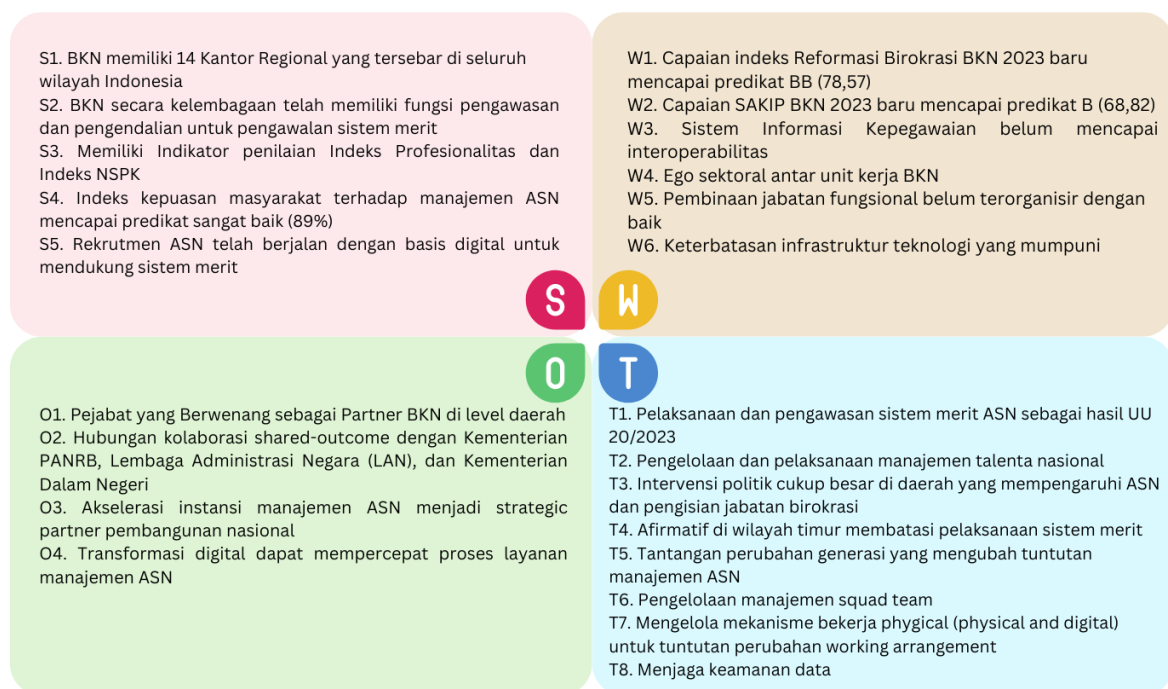 S1. BKN memiliki 14 Kantor Regional yang tersebar di seluruh
wilayah Indonesia
S2. BKN secara kelembagaan telah memiliki fungsi pengawasan
dan pengendalian untuk pengawalan sistem merit
S3. Memiliki Indikator penilaian Indeks Profesionalitas dan
Indeks NSPK
S4. Indeks kepuasan masyarakat terhadap manajemen ASN
mencapai predikat sangat baik (89%)
S5. Rekrutmen ASN telah berjalan dengan basis digital untuk
mendukung sistem merit
W1. Capaian indeks Reformasi Birokrasi BKN 2023 baru
mencapai predikat BB (78,57)
W2. Capaian SAKIP BKN 2023 baru mencapai predikat B (68,82)
W3. Sistem Informasi Kepegawaian belum mencapai
interoperabilitas
W4. Ego sektoral antar unit kerja BKN
W5. Pembinaan jabatan fungsional belum terorganisir dengan
baik
W6. Keterbatasan infrastruktur teknologi yang mumpuni
S
W
O
T
O1. Pejabat yang Berwenang sebagai Partner BKN di level daerah
O2. Hubungan kolaborasi shared-outcome dengan Kementerian
PANRB, Lembaga Administrasi Negara (LAN), dan Kementerian
Dalam Negeri
O3. Akselerasi instansi manajemen ASN menjadi strategic
partner pembangunan nasional
O4. Transformasi digital dapat mempercepat proses layanan
manajemen ASN
T1. Pelaksanaan dan pengawasan sistem merit ASN sebagai hasil UU
20/2023
T2. Pengelolaan dan pelaksanaan manajemen talenta nasional
T3. Intervensi politik cukup besar di daerah yang mempengaruhi ASN
dan pengisian jabatan birokrasi
T4. Afirmatif di wilayah timur membatasi pelaksanaan sistem merit
T5. Tantangan perubahan generasi yang mengubah tuntutan
manajemen ASN
T6. Pengelolaan manajemen squad team
T7. Mengelola mekanisme bekerja phygical (physical and digital)
untuk tuntutan perubahan working arrangement
T8. Menjaga keamanan data